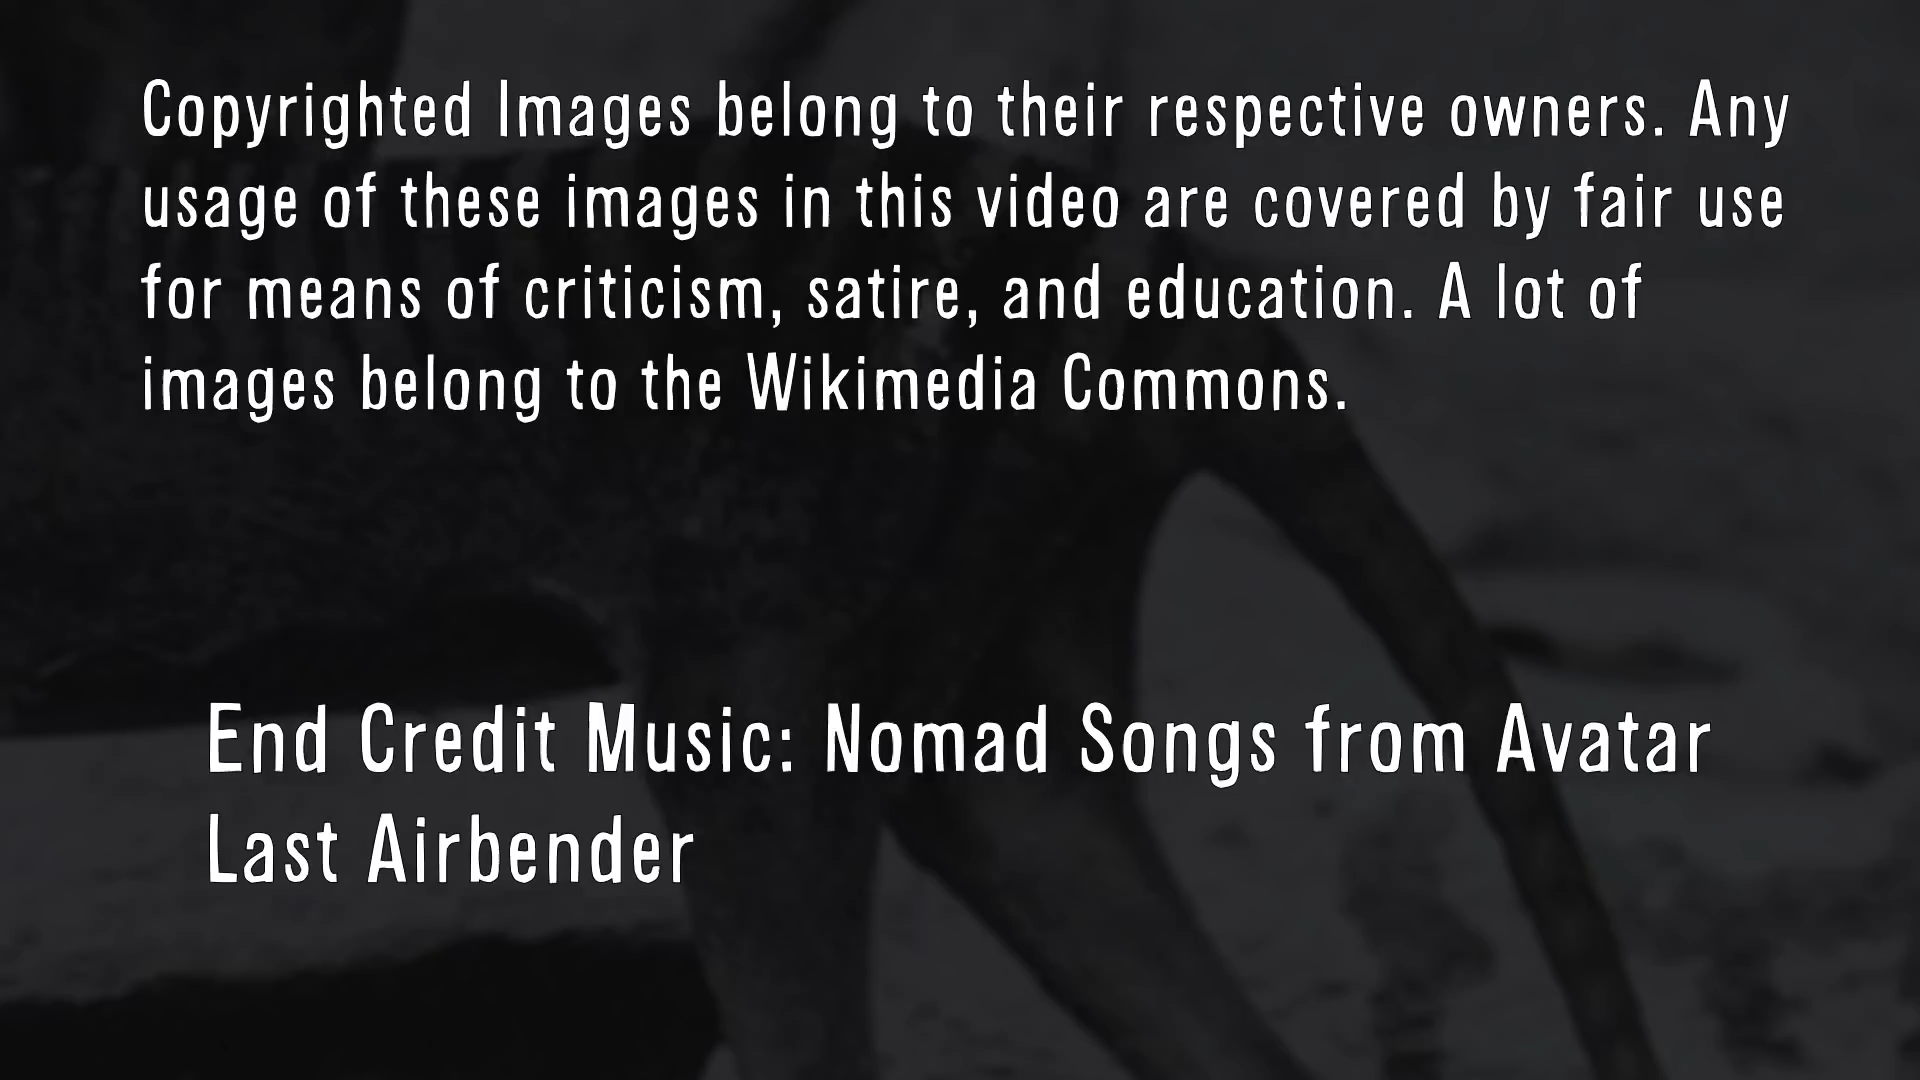 Copyrighted Images belong to their respective owners. Any
usage of these images in this video are covered by fair use
for means of criticism, satire, and education. A lot of
images belong to the Wikimedia Commons.
End Credit Music: Nomad Songs from Avatar
Last Airbender